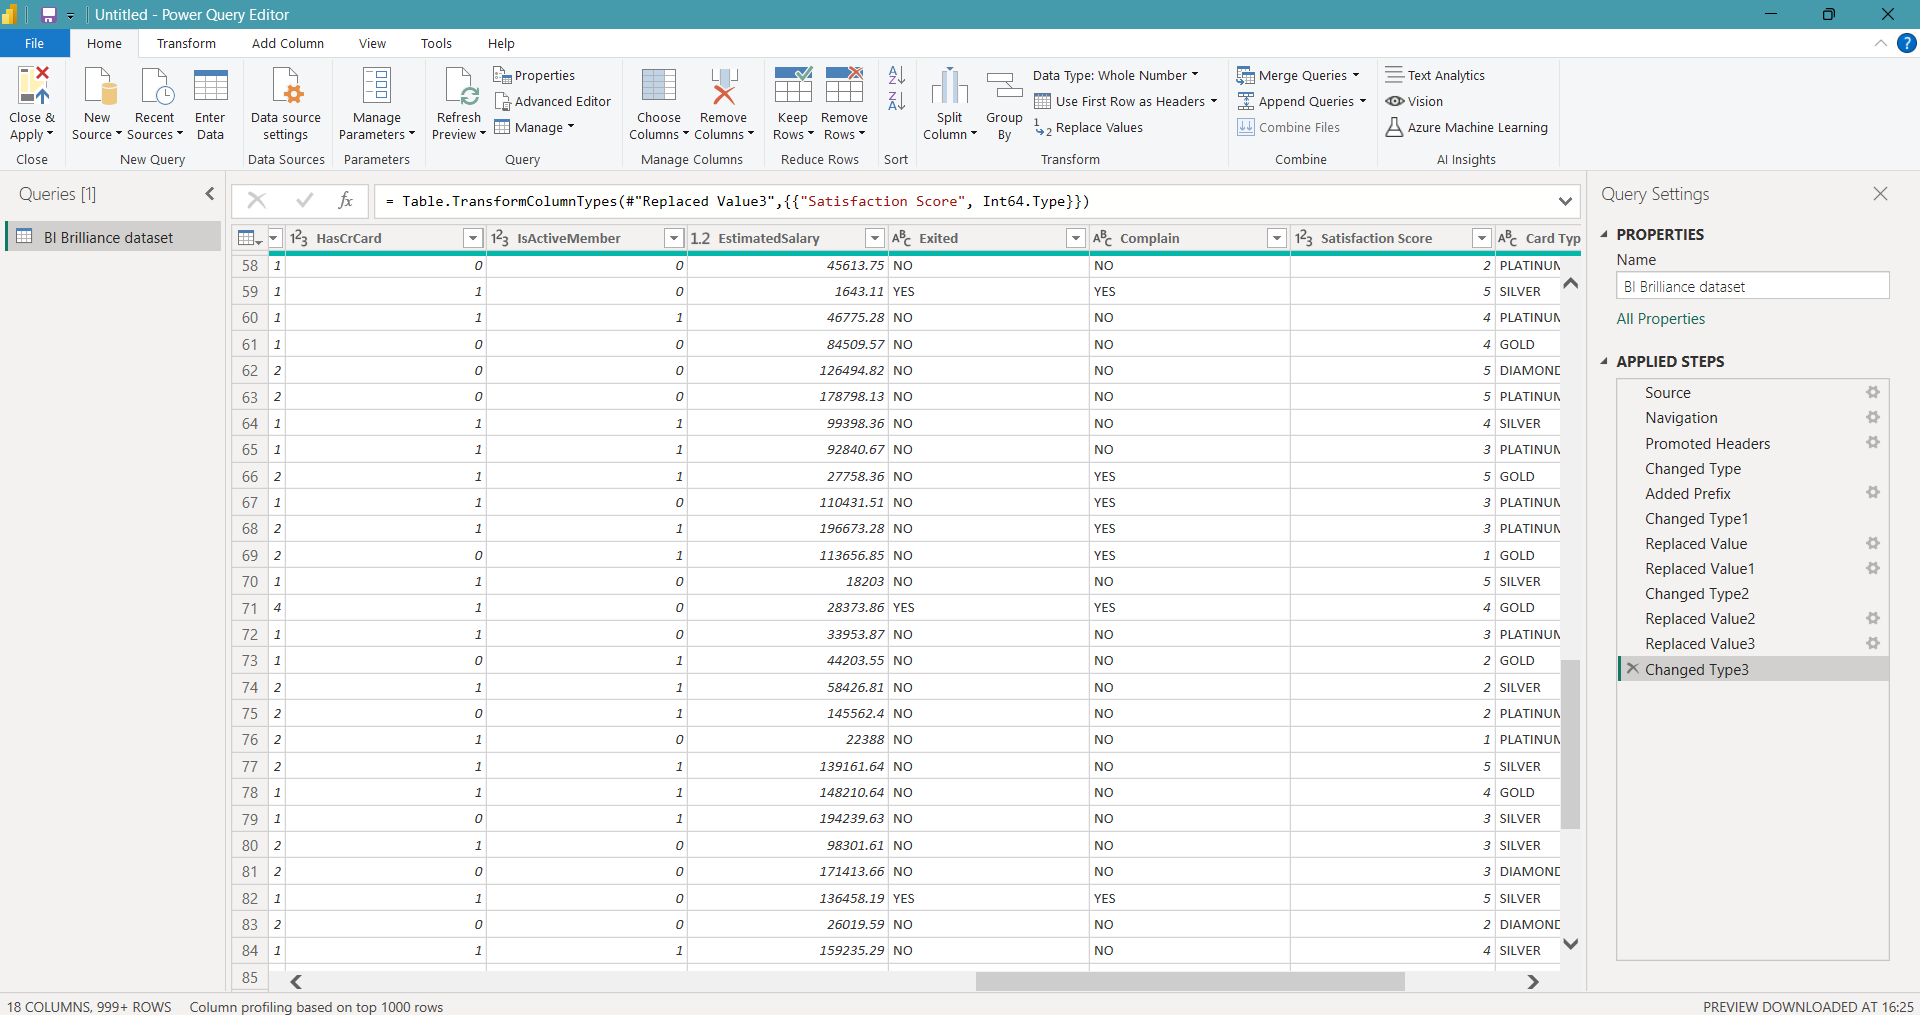 Untitled - Power Query Editor
File Home Transform Add Column View Tools Help
Close & Apply
Close
New Source
Recent Sources
Enter Data
New Query
Data source settings
Data Sources
Manage Parameters
Parameters
Refresh Preview
Properties
Advanced Editor
Manage
Query
Choose Columns
Remove Columns
Manage Columns
Keep Rows
Remove Rows
Reduce Rows
Sort
Split Column
Group By
Data Type: Whole Number
Use First Row as Headers
Replace Values
Transform
Merge Queries
Append Queries
Combine Files
Combine
Text Analytics
Vision
Azure Machine Learning
AI Insights
Queries [1]
BI Brilliance dataset
fx = Table.TransformColumnTypes(#"Replaced Value3",{{"Satisfaction Score", Int64.Type}})
HasCrCard IsActiveMember 1.2 EstimatedSalary Exited Complain Satisfaction Score Card Typ
58 1 0 0 45613.75 NO NO 2 PLATINUM
59 1 1 0 1643.11 YES YES 5 SILVER
60 1 1 1 46775.28 NO NO 4 PLATINUM
61 1 0 0 84509.57 NO NO 4 GOLD
62 2 0 0 126494.82 NO NO 5 DIAMOND
63 2 0 0 178798.13 NO NO 5 PLATINUM
64 1 1 1 99398.36 NO NO 4 SILVER
65 1 1 1 92840.67 NO NO 3 PLATINUM
66 2 1 1 27758.36 NO YES 5 GOLD
67 1 1 0 110431.51 NO YES 3 PLATINUM
68 2 1 1 196673.28 NO YES 3 PLATINUM
69 2 0 1 113656.85 NO YES 1 GOLD
70 1 1 0 18203 NO NO 5 SILVER
71 4 1 0 28373.86 YES YES 4 GOLD
72 1 1 0 33953.87 NO NO 3 PLATINUM
73 1 0 1 44203.55 NO NO 2 GOLD
74 2 1 1 58426.81 NO NO 2 SILVER
75 2 0 1 145562.4 NO NO 2 PLATINUM
76 2 1 0 22388 NO NO 1 PLATINUM
77 2 1 1 139161.64 NO NO 5 SILVER
78 1 1 1 148210.64 NO NO 4 GOLD
79 1 0 1 194239.63 NO NO 3 SILVER
80 2 1 0 98301.61 NO NO 3 SILVER
81 2 0 0 171413.66 NO NO 3 DIAMOND
82 1 1 0 136458.19 YES YES 5 SILVER
83 2 0 0 26019.59 NO NO 2 DIAMOND
84 1 1 1 159235.29 NO NO 4 SILVER
85
Query Settings
PROPERTIES
Name
BI Brilliance dataset
All Properties
APPLIED STEPS
Source
Navigation
Promoted Headers
Changed Type
Added Prefix
Changed Type1
Replaced Value
Replaced Value1
Changed Type2
Replaced Value2
Replaced Value3
Changed Type3
18 COLUMNS, 999+ ROWS Column profiling based on top 1000 rows
PREVIEW DOWNLOADED AT 16:25